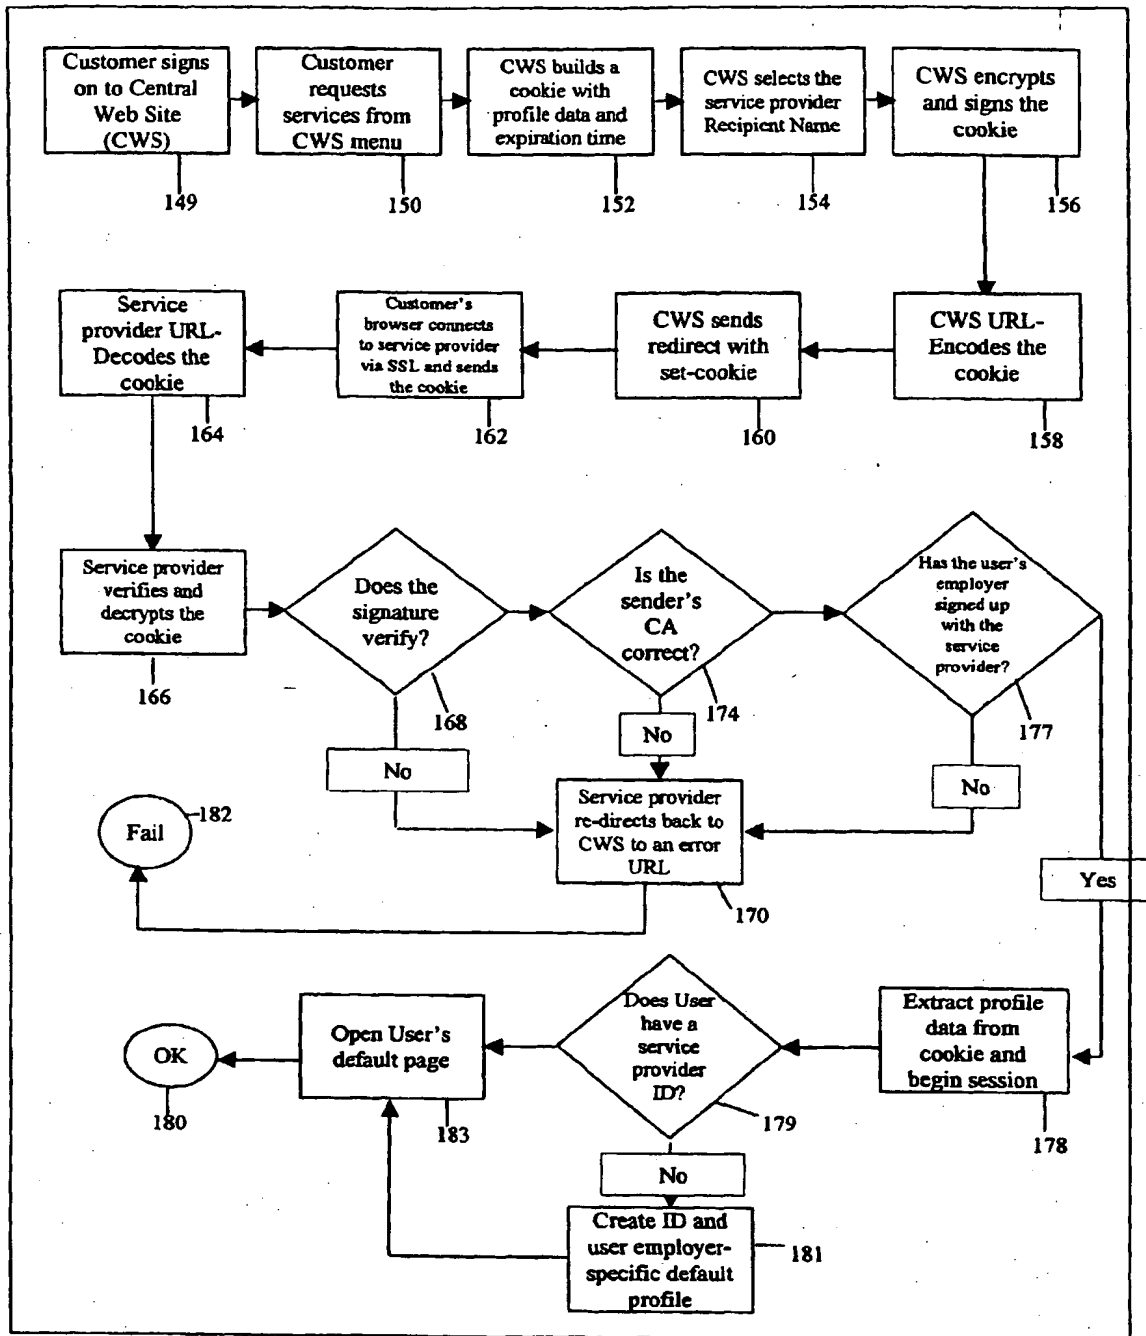 Customer signs
on to Central
Web Site
(CWS)
149
Customer
requests
services from
CWS menu
150
CWS builds a
cookie with
profile data and
expiration time
152
CWS selects the
service provider
Recipient Name
154
CWS encrypts
and signs the
cookie
156
CWS URL-
Encodes the
cookie
158
CWS sends
redirect with
set-cookie
160
Customer's
browser connects
to service provider
via SSL and sends
the cookie
162
Service
provider URL-
Decodes the
cookie
164
Service provider
verifies and
decrypts the
cookie
166
Does the
signature
verify?
168
No
Is the
sender's
CA
correct?
174
No
Has the user's
employer
signed up
with the
service
provider?
177
No
Yes
Service provider
re-directs back to
CWS to an error
URL
170
Fail
182
Extract profile
data from
cookie and
begin session
178
Does User
have a
service
provider
ID?
179
No
Create ID and
user employer-
specific default
profile
181
Open User's
default page
183
OK
180